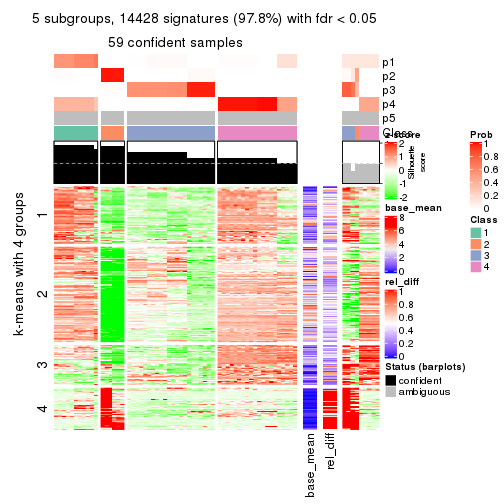 5 subgroups, 14428 signatures (97.8%) with fdr < 0.05
59 confident samples
p1
p2
p3
p4
p5
Class
Silhouette
score
k-means with 4 groups
1
2
3
4
base_mean
rel_diff
z-score
2
1
0
-1
-2
base_mean
8
6
4
2
0
rel_diff
1
0.8
0.6
0.4
0.2
0
Status (barplots)
confident
ambiguous
Prob
1
0.8
0.6
0.4
0.2
0
Class
1
2
3
4